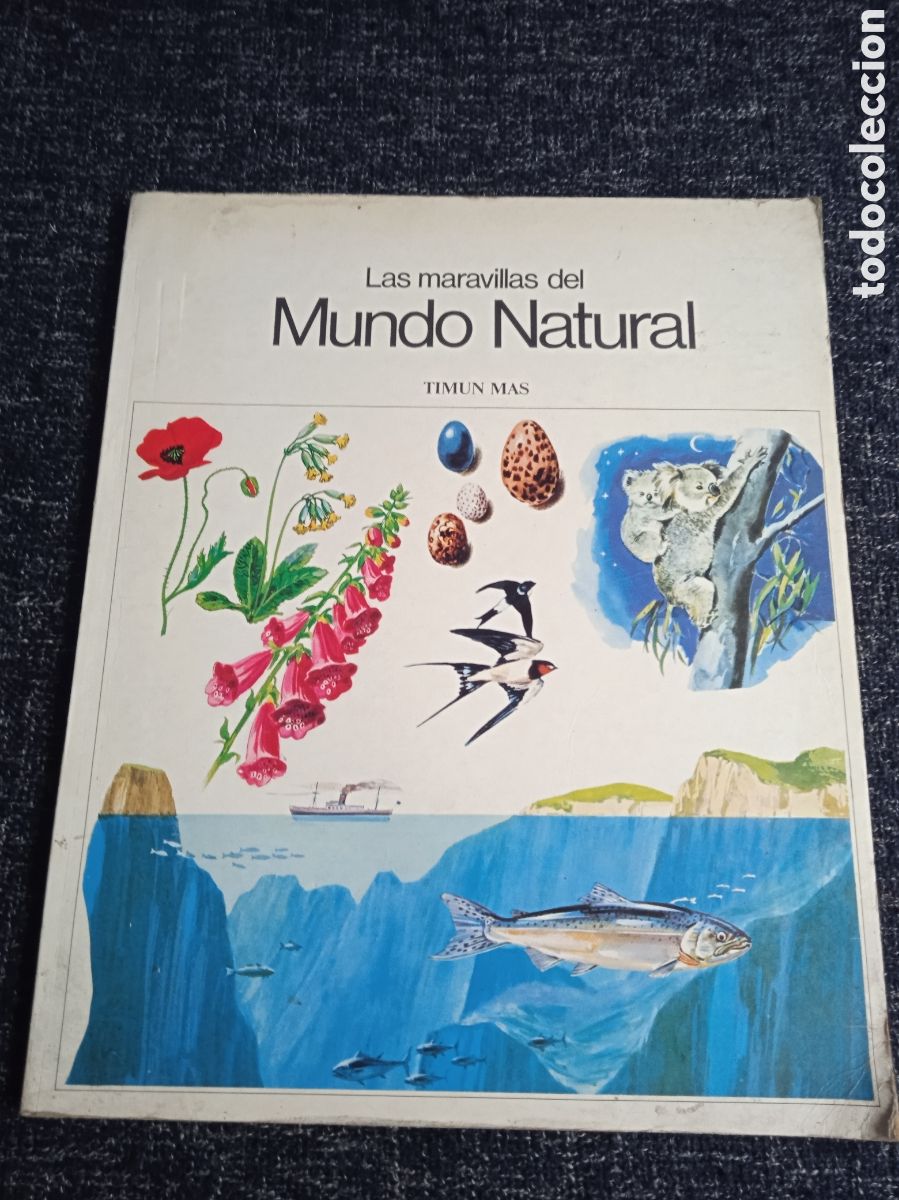 Las maravillas del
Mundo Natural
TIMUN MAS
todocoleccion